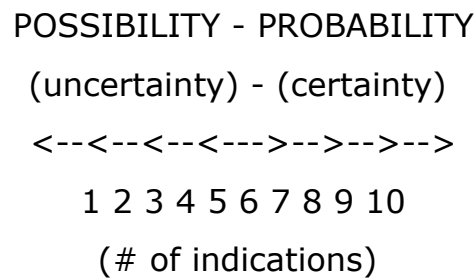 POSSIBILITY - PROBABILITY
(uncertainty) - (certainty)
<--<--<--<--->-->-->-->
1 2 3 4 5 6 7 8 9 10
(# of indications)